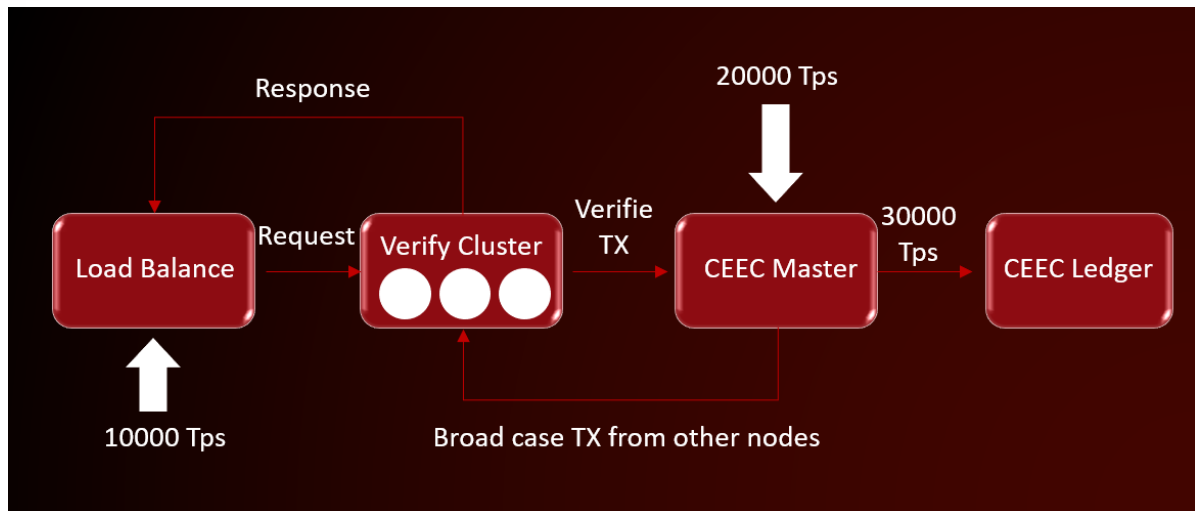 20000 Tps
Response
Verifie
TX
30000
Tps
Request
Load Balance
Verify Cluster
CEEC Master
CEEC Ledger
10000 Tps
Broad case TX from other nodes